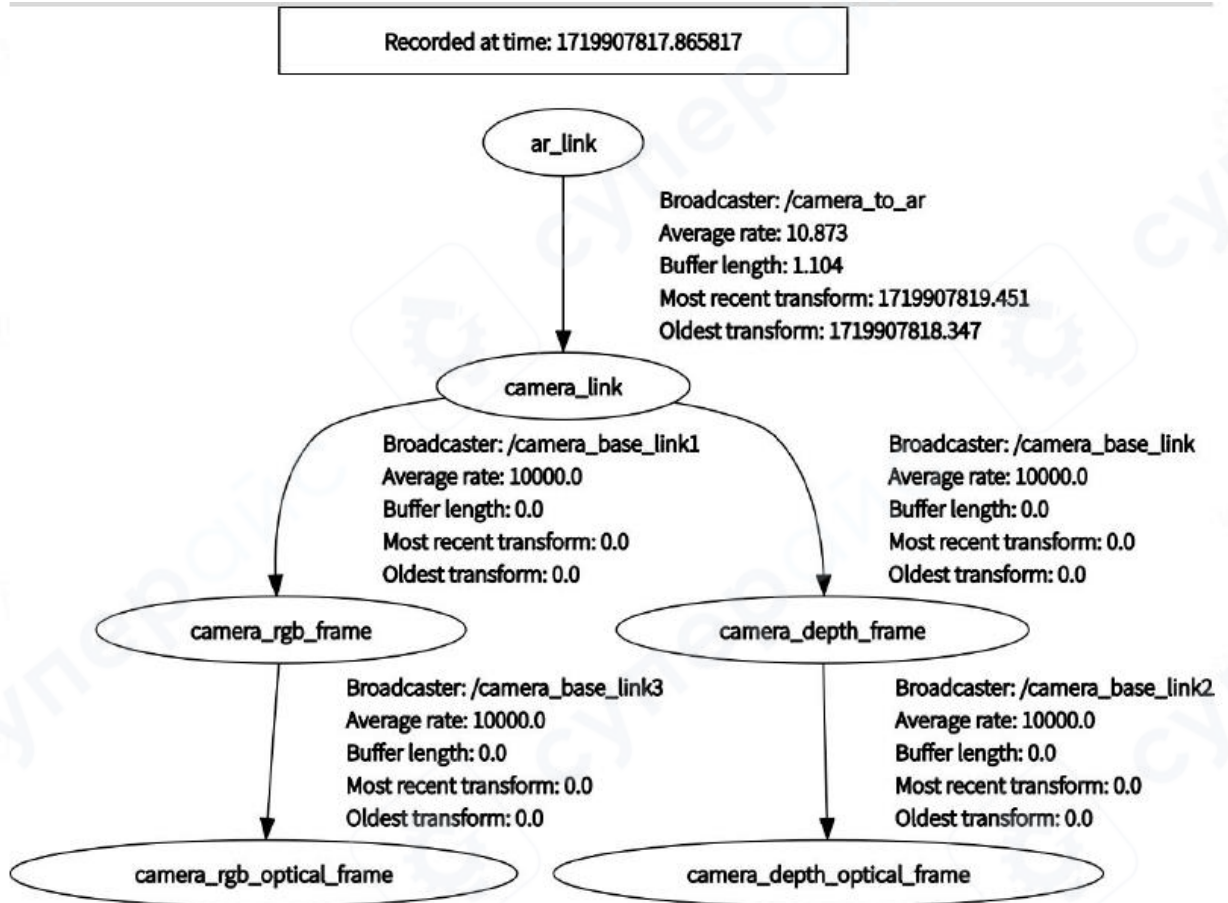 Recorded at time: 1719907817.865817
ar_link
Broadcaster: /camera_to_ar
Average rate: 10.873
Buffer length: 1.104
Most recent transform: 1719907819.451
Oldest transform: 1719907818.347
camera_link
Broadcaster: /camera_base_link1
Average rate: 10000.0
Buffer length: 0.0
Most recent transform: 0.0
Oldest transform: 0.0
Broadcaster: /camera_base_link
Average rate: 10000.0
Buffer length: 0.0
Most recent transform: 0.0
Oldest transform: 0.0
camera_rgb_frame
camera_depth_frame
Broadcaster: /camera_base_link3
Average rate: 10000.0
Buffer length: 0.0
Most recent transform: 0.0
Oldest transform: 0.0
Broadcaster: /camera_base_link2
Average rate: 10000.0
Buffer length: 0.0
Most recent transform: 0.0
Oldest transform: 0.0
camera_rgb_optical_frame
camera_depth_optical_frame